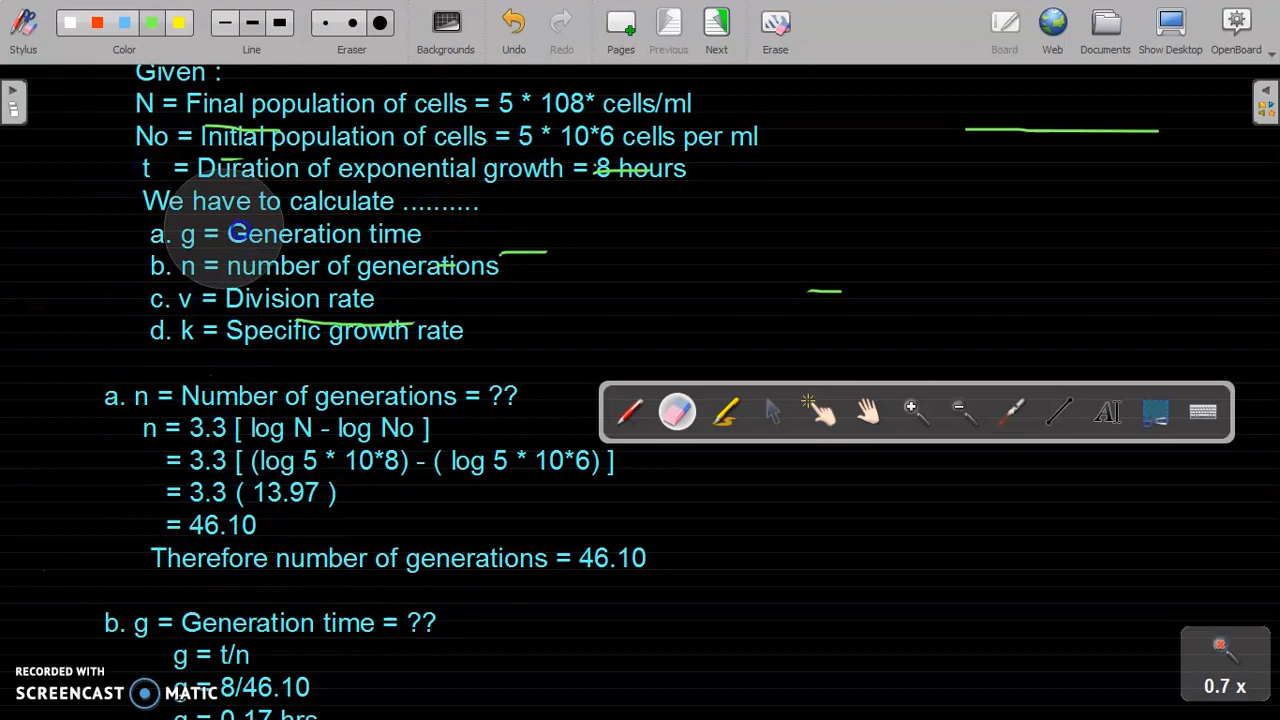 Stylus Color Line Eraser Backgrounds Undo Redo Pages Previous Next Erase Board Web Documents Show Desktop OpenBoard
Given :
N = Final population of cells = 5 * 108* cells/ml
No = Initial population of cells = 5 * 10*6 cells per ml
t = Duration of exponential growth = 8 hours
We have to calculate ..........
a. g = Generation time
b. n = number of generations
c. v = Division rate
d. k = Specific growth rate
a. n = Number of generations = ??
n = 3.3 [ log N - log No ]
= 3.3 [ (log 5 * 10*8) - ( log 5 * 10*6) ]
= 3.3 ( 13.97 )
= 46.10
Therefore number of generations = 46.10
b. g = Generation time = ??
g = t/n
g = 8/46.10
g = 0.17 hrs
AI
RECORDED WITH
SCREENCAST MATIC
0.7 x